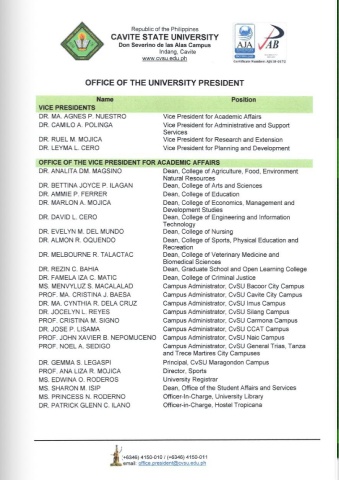 Republic of the Philippines
CAVITE STATE UNIVERSITY
Don Severino de las Alas Campus
Indang, Cavite
www.cvsu.edu.ph
AJA
AB
OFFICE OF THE UNIVERSITY PRESIDENT
Name Position
VICE PRESIDENTS
DR. MA. AGNES P. NUESTRO Vice President for Academic Affairs
DR. CAMILO A. POLINGA Vice President for Administrative and Support
Services
DR. RUEL M. MOJICA Vice President for Research and Extension
DR. LEYMA L. CERO Vice President for Planning and Development
OFFICE OF THE VICE PRESIDENT FOR ACADEMIC AFFAIRS
DR. ANALITA DM. MAGSINO Dean, College of Agriculture, Food, Environment
Natural Resources
DR. BETTINA JOYCE P. ILAGAN Dean, College of Arts and Sciences
DR. AMMIE P. FERRER Dean, College of Education
DR. MARLON A. MOJICA Dean, College of Economics, Management and
Development Studies
DR. DAVID L. CERO Dean, College of Engineering and Information
Technology
DR. EVELYN M. DEL MUNDO Dean, College of Nursing
DR. ALMON R. OQUENDO Dean, College of Sports, Physical Education and
Recreation
DR. MELBOURNE R. TALACTAC Dean, College of Veterinary Medicine and
Biomedical Sciences
DR. REZIN C. BAHIA Dean, Graduate School and Open Learning College
DR. FAMELA IZA C. MATIC Dean, College of Criminal Justice
MS. MENVYLUZ S. MACALALAD Campus Administrator, CvSU Bacoor City Campus
PROF. MA. CRISTINA J. BAESA Campus Administrator, CvSU Cavite City Campus
DR. MA. CYNTHIA R. DELA CRUZ Campus Administrator, CvSU Imus Campus
DR. JOCELYN L. REYES Campus Administrator, CvSU Silang Campus
PROF. CRISTINA M. SIGNO Campus Administrator, CvSU Carmona Campus
DR. JOSE P. LISAMA Campus Administrator, CvSU CCAT Campus
PROF. JOHN XAVIER B. NEPOMUCENO Campus Administrator, CvSU Naic Campus
PROF. NOEL A. SEDIGO Campus Administrator, CvSU General Trias, Tanza
and Trece Martires City Campuses
DR. GEMMA S. LEGASPI Principal, CvSU Maragondon Campus
PROF. ANA LIZA R. MOJICA Director, Sports
MS. EDWINA O. RODEROS University Registrar
MS. SHARON M. ISIP Dean, Office of the Student Affairs and Services
MS. PRINCESS N. RODERNO Officer-In-Charge, University Library
DR. PATRICK GLENN C. ILANO Officer-In-Charge, Hostel Tropicana
(+6346) 4150-010 / (+6346) 4150-011
email: office.president@cvsu.edu.ph